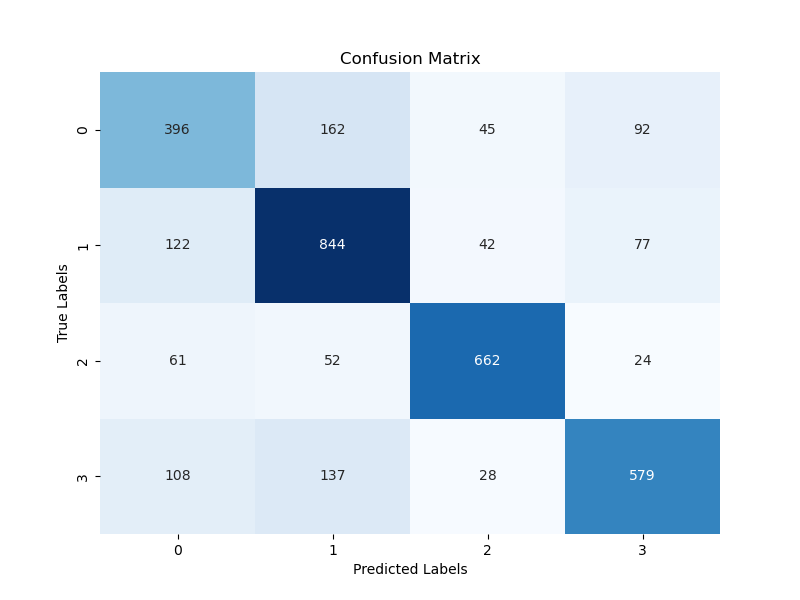 Confusion Matrix
0 396 162 45 92
1 122 844 42 77
True Labels
2 61 52 662 24
3 108 137 28 579
0 1 2 3
Predicted Labels